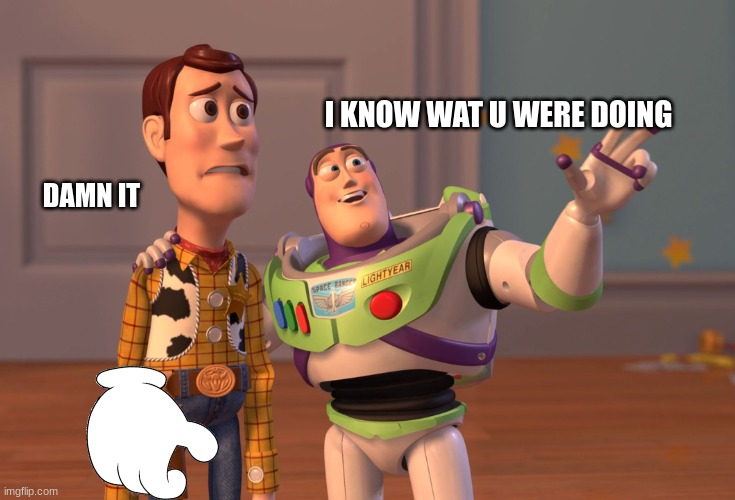 I KNOW WAT U WERE DOING
DAMN IT
SPACE RANGER
LIGHTYEAR
imgflip.com